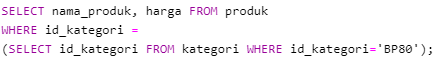 SELECT nama_produk, harga FROM produk
WHERE id_kategori =
(SELECT id_kategori FROM kategori WHERE id_kategori='BP80');